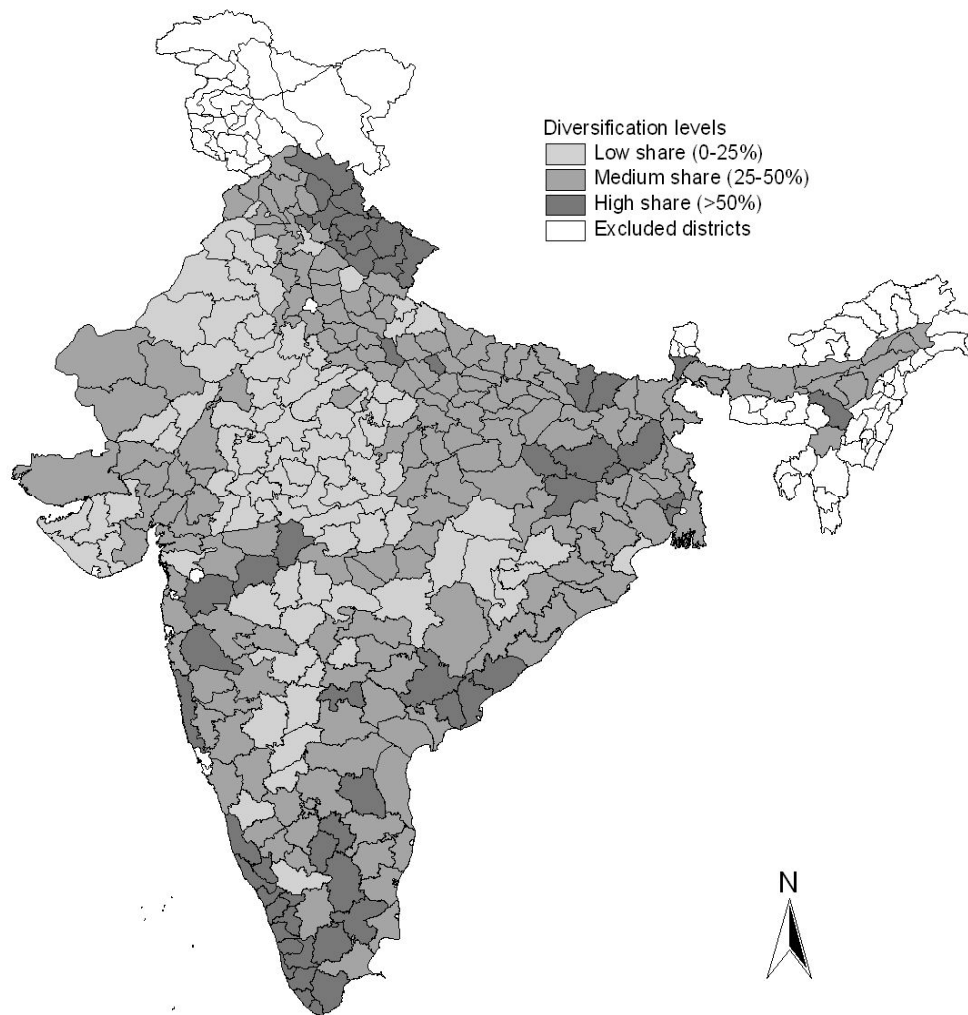 Diversification levels
Low share (0-25%)
Medium share (25-50%)
High share (>50%)
Excluded districts
N